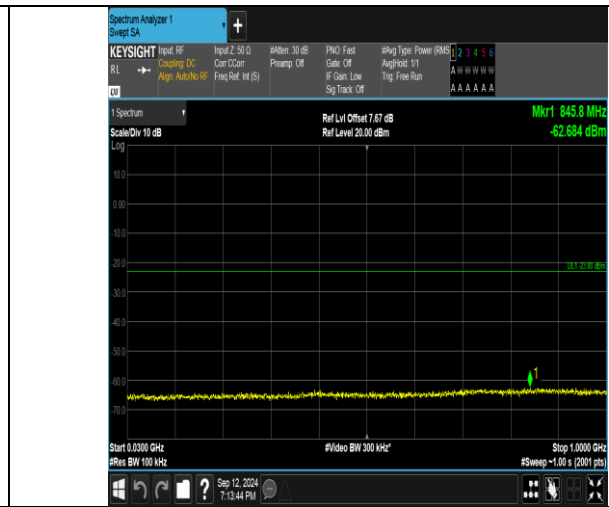 Spectrum Analyzer 1
Swept SA
+
KEYSIGHT Input: RF Input Z: 50 Ω #Atten: 30 dB PNO: Fast #Avg Type: Power (RMS 1 2 3 4 5 6
RL Coupling: DC Corr CCorr Preamp: Off Gate: Off Avg|Hold: 1/1 A W W W W W
Align: Auto/No RF Freq Ref: Int (S) IF Gain: Low Trig: Free Run A A A A A A
LXI Sig Track: Off
1 Spectrum Ref Lvl Offset 7.67 dB Mkr1 845.8 MHz
Scale/Div 10 dB Ref Level 20.00 dBm -62.684 dBm
Log
10.0
0.00
-10.0
-20.0
DL1 -23.00 dBm
-30.0
-40.0
-50.0
1
-60.0
-70.0
Start 0.0300 GHz #Video BW 300 kHz* Stop 1.0000 GHz
#Res BW 100 kHz #Sweep ~1.00 s (2001 pts)
? Sep 12, 2024
7:13:44 PM